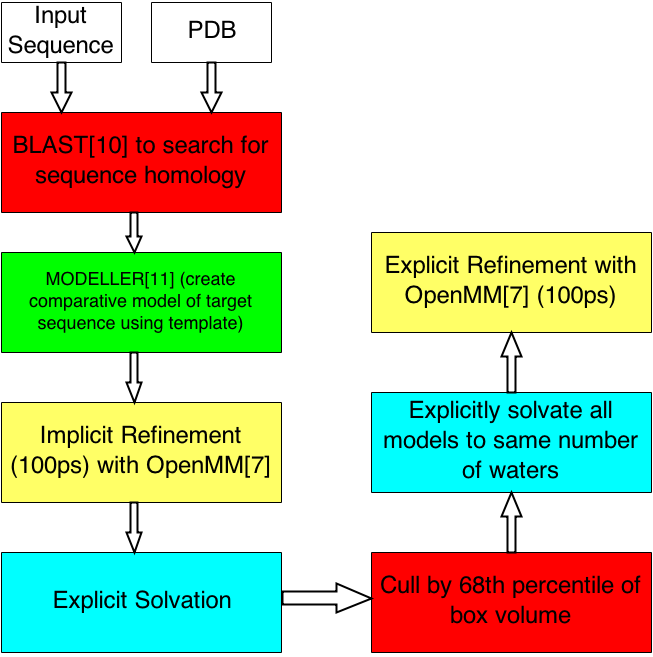 Input
Sequence
PDB
BLAST[10] to search for
sequence homology
MODELLER[11] (create
comparative model of target
sequence using template)
Implicit Refinement
(100ps) with OpenMM[7]
Explicit Solvation
Cull by 68th percentile of
box volume
Explicitly solvate all
models to same number
of waters
Explicit Refinement with
OpenMM[7] (100ps)